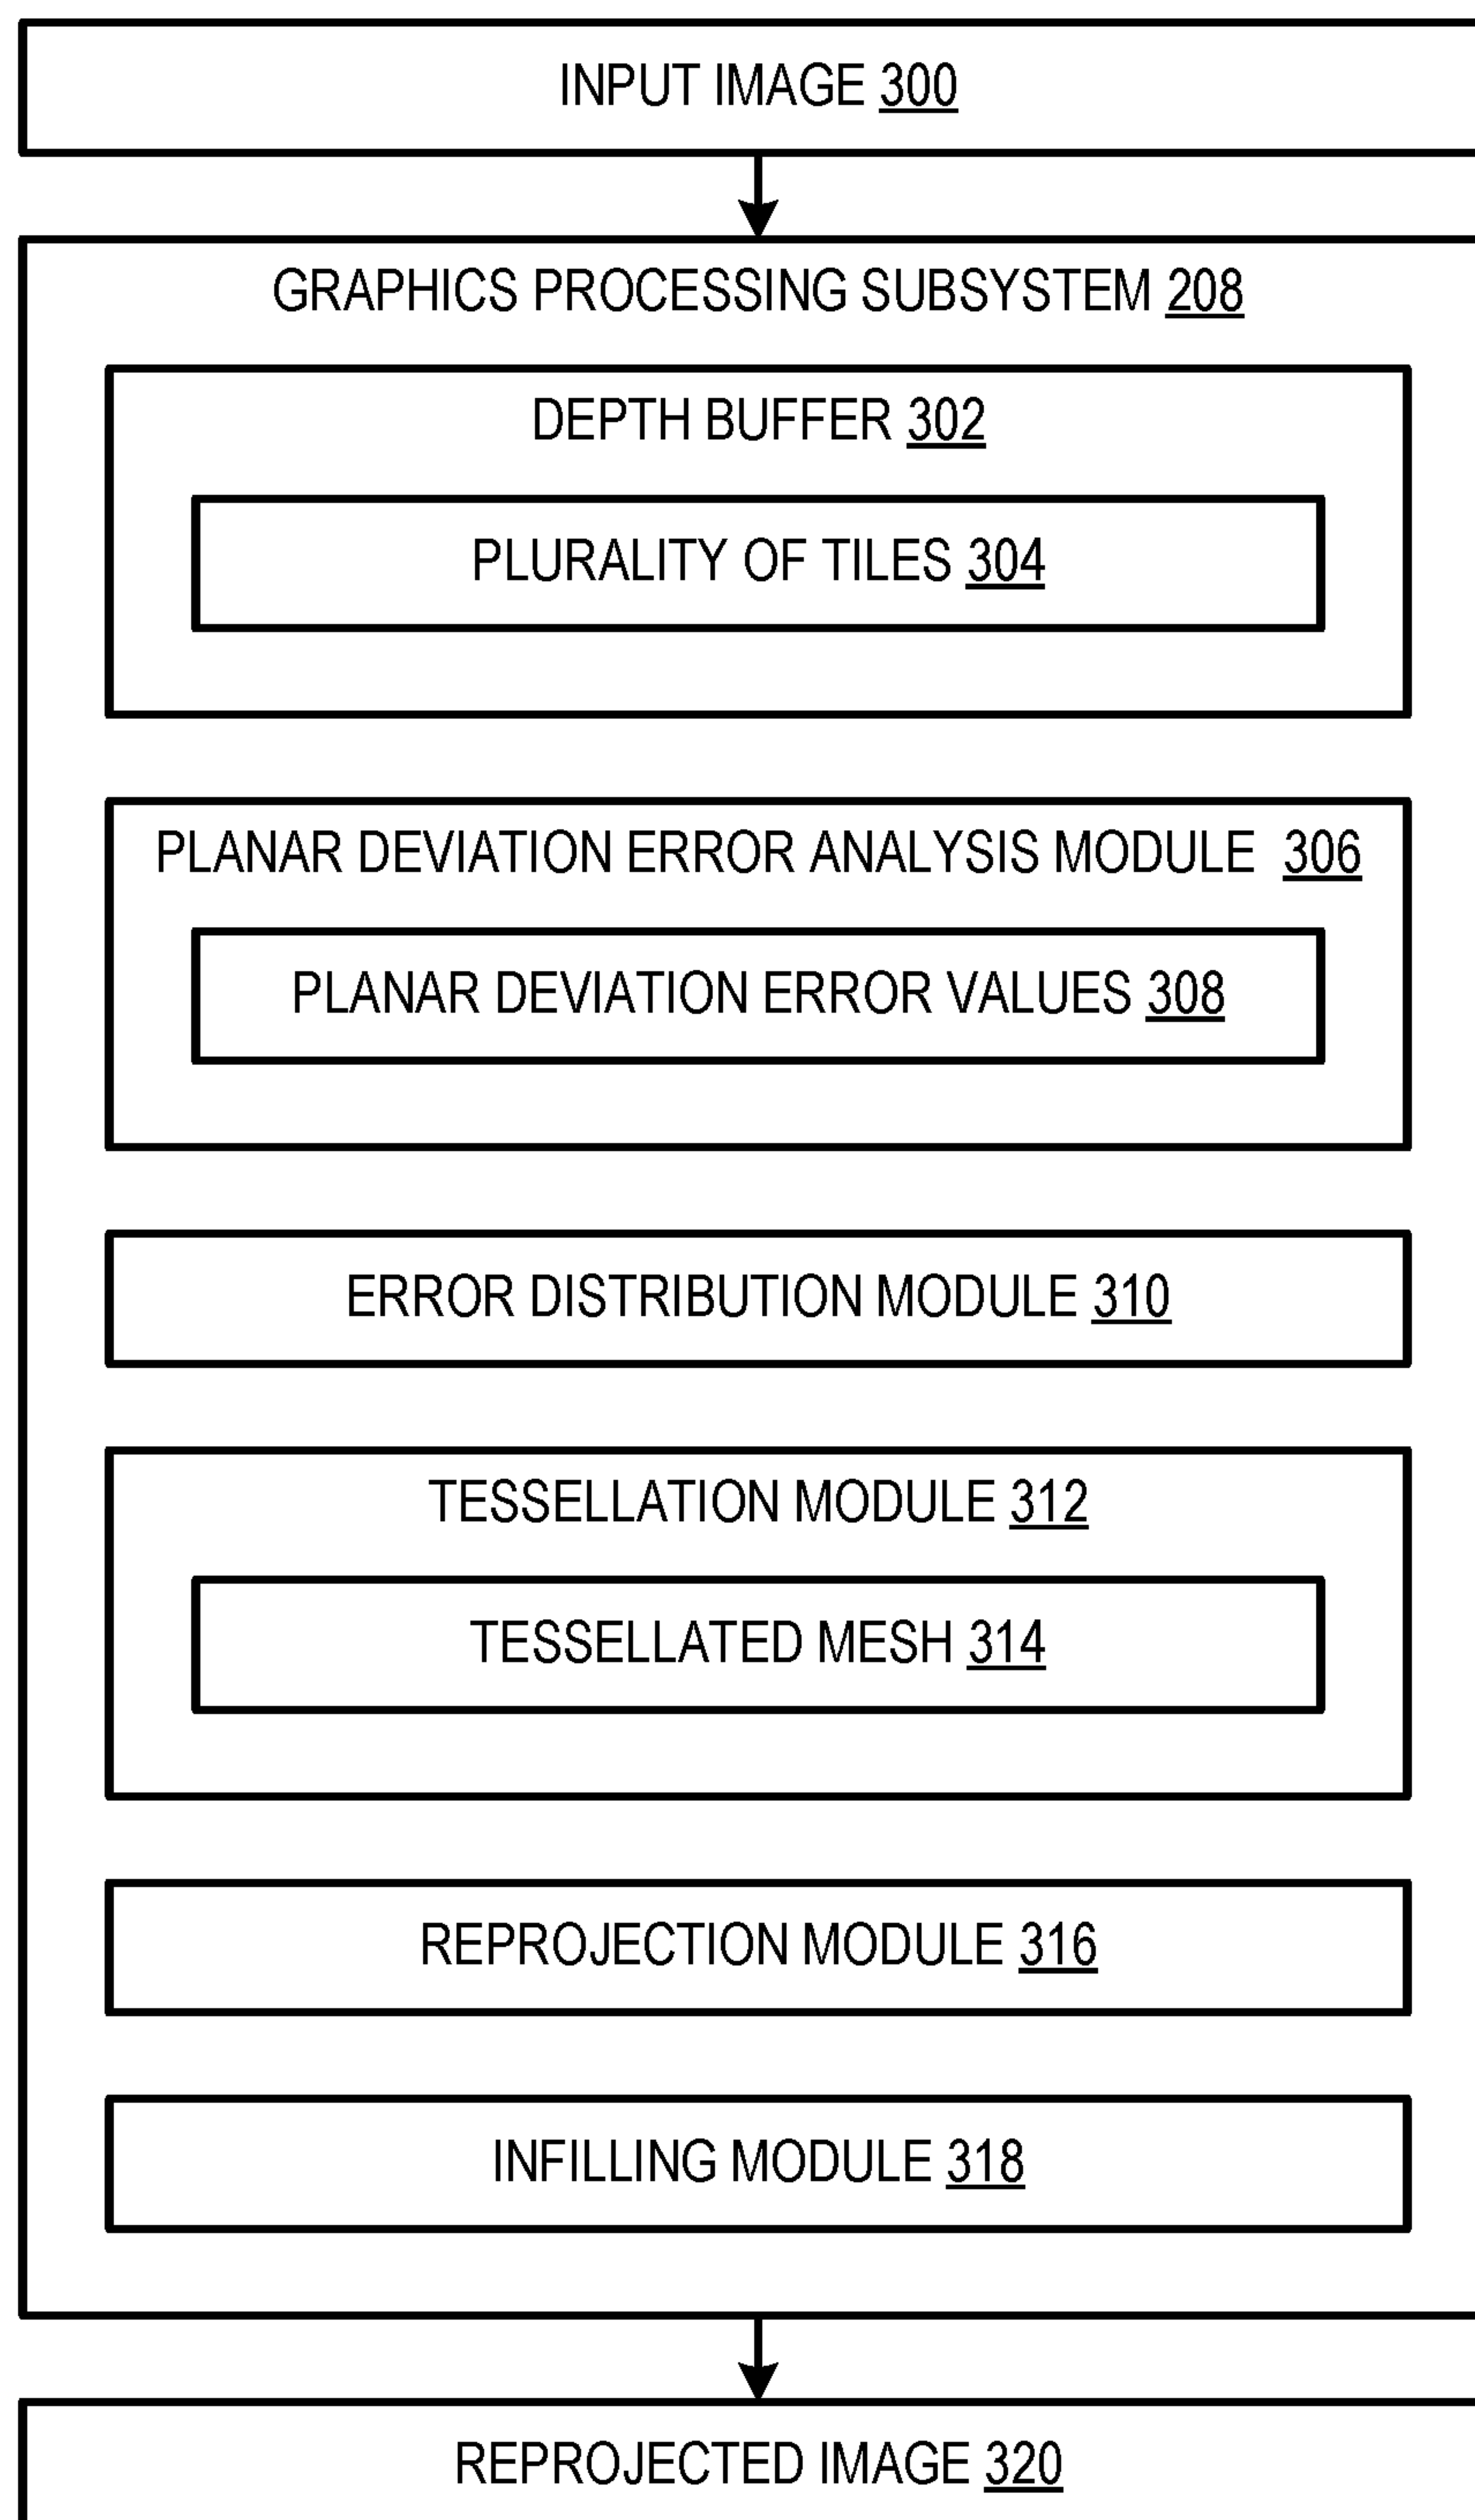 INPUT IMAGE 300
GRAPHICS PROCESSING SUBSYSTEM 208
DEPTH BUFFER 302
PLURALITY OF TILES 304
PLANAR DEVIATION ERROR ANALYSIS MODULE 306
PLANAR DEVIATION ERROR VALUES 308
ERROR DISTRIBUTION MODULE 310
TESSELLATION MODULE 312
TESSELLATED MESH 314
REPROJECTION MODULE 316
INFILLING MODULE 318
REPROJECTED IMAGE 320